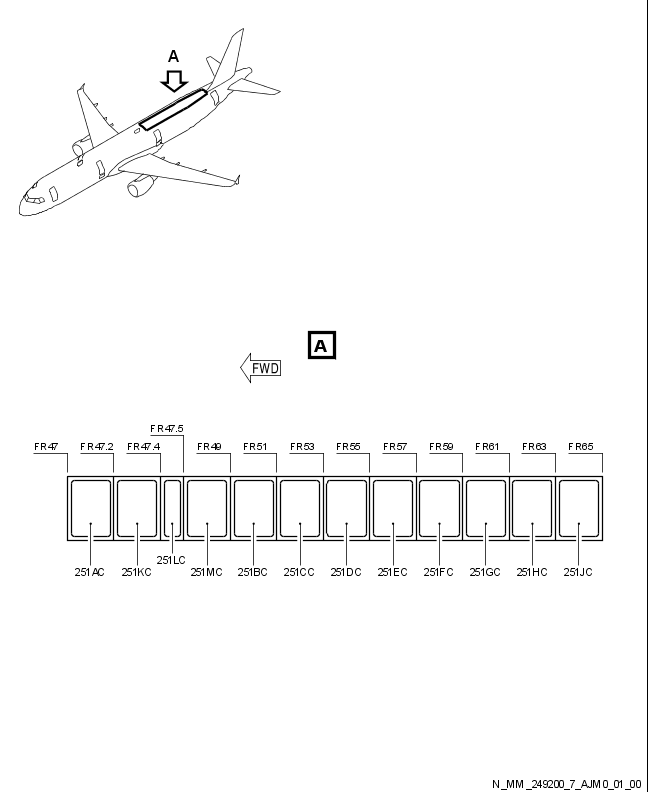 A
A
FWD
FR47.5
FR47 FR47.2 FR47.4 FR49 FR51 FR53 FR55 FR57 FR59 FR61 FR63 FR65
251LC
251AC 251KC 251MC 251BC 251CC 251DC 251EC 251FC 251GC 251HC 251JC
N_MM_249200_7_AJM0_01_00